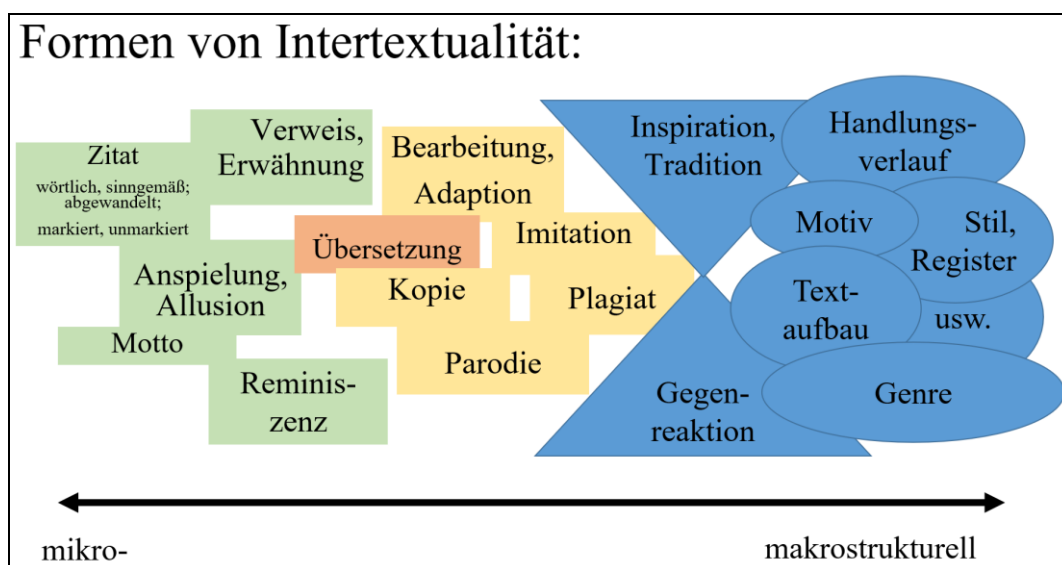 Formen von Intertextualität:
Zitat
wörtlich, sinngemäß;
abgewandelt;
markiert, unmarkiert
Verweis,
Erwähnung
Anspielung,
Allusion
Motto
Reminis-
zenz
Übersetzung
Bearbeitung,
Adaption
Imitation
Kopie
Plagiat
Parodie
Inspiration,
Tradition
Gegen-
reaktion
Handlungs-
verlauf
Motiv
Stil,
Register
Text-
aufbau
usw.
Genre
mikro-
makrostrukturell